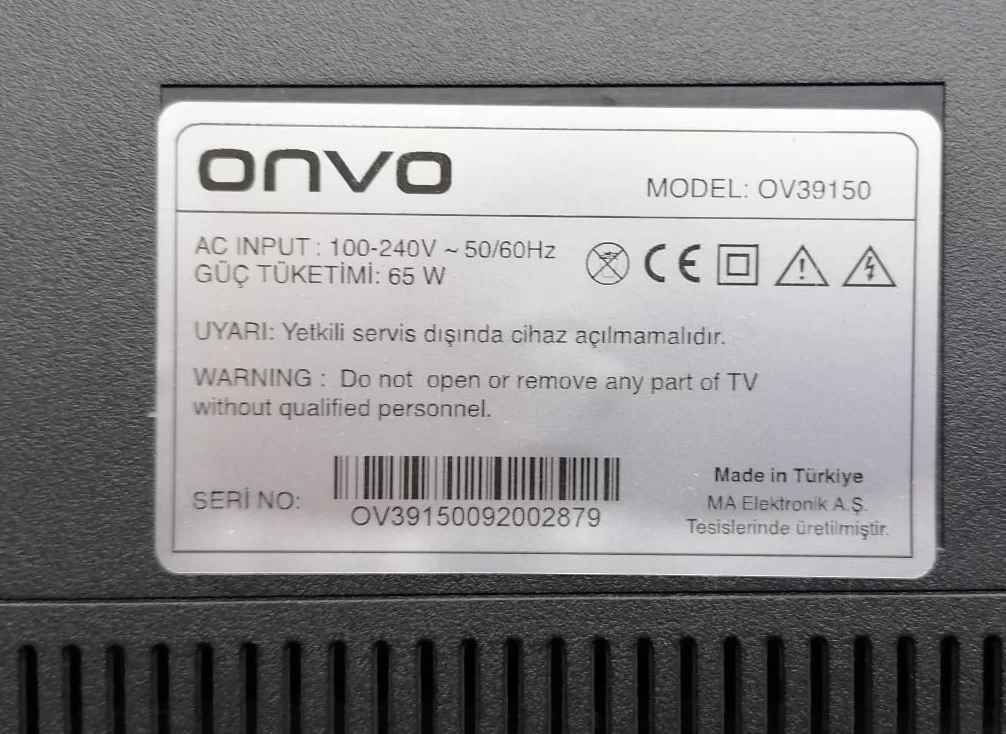 onvo
MODEL: OV39150
AC INPUT : 100-240V ~ 50/60Hz
GÜÇ TÜKETİMİ: 65 W
UYARI: Yetkili servis dışında cihaz açılmamalıdır.
WARNING : Do not open or remove any part of TV
without qualified personnel.
SERİ NO:
OV39150092002879
Made in Türkiye
MA Elektronik A.Ş.
Tesislerinde üretilmiştir.